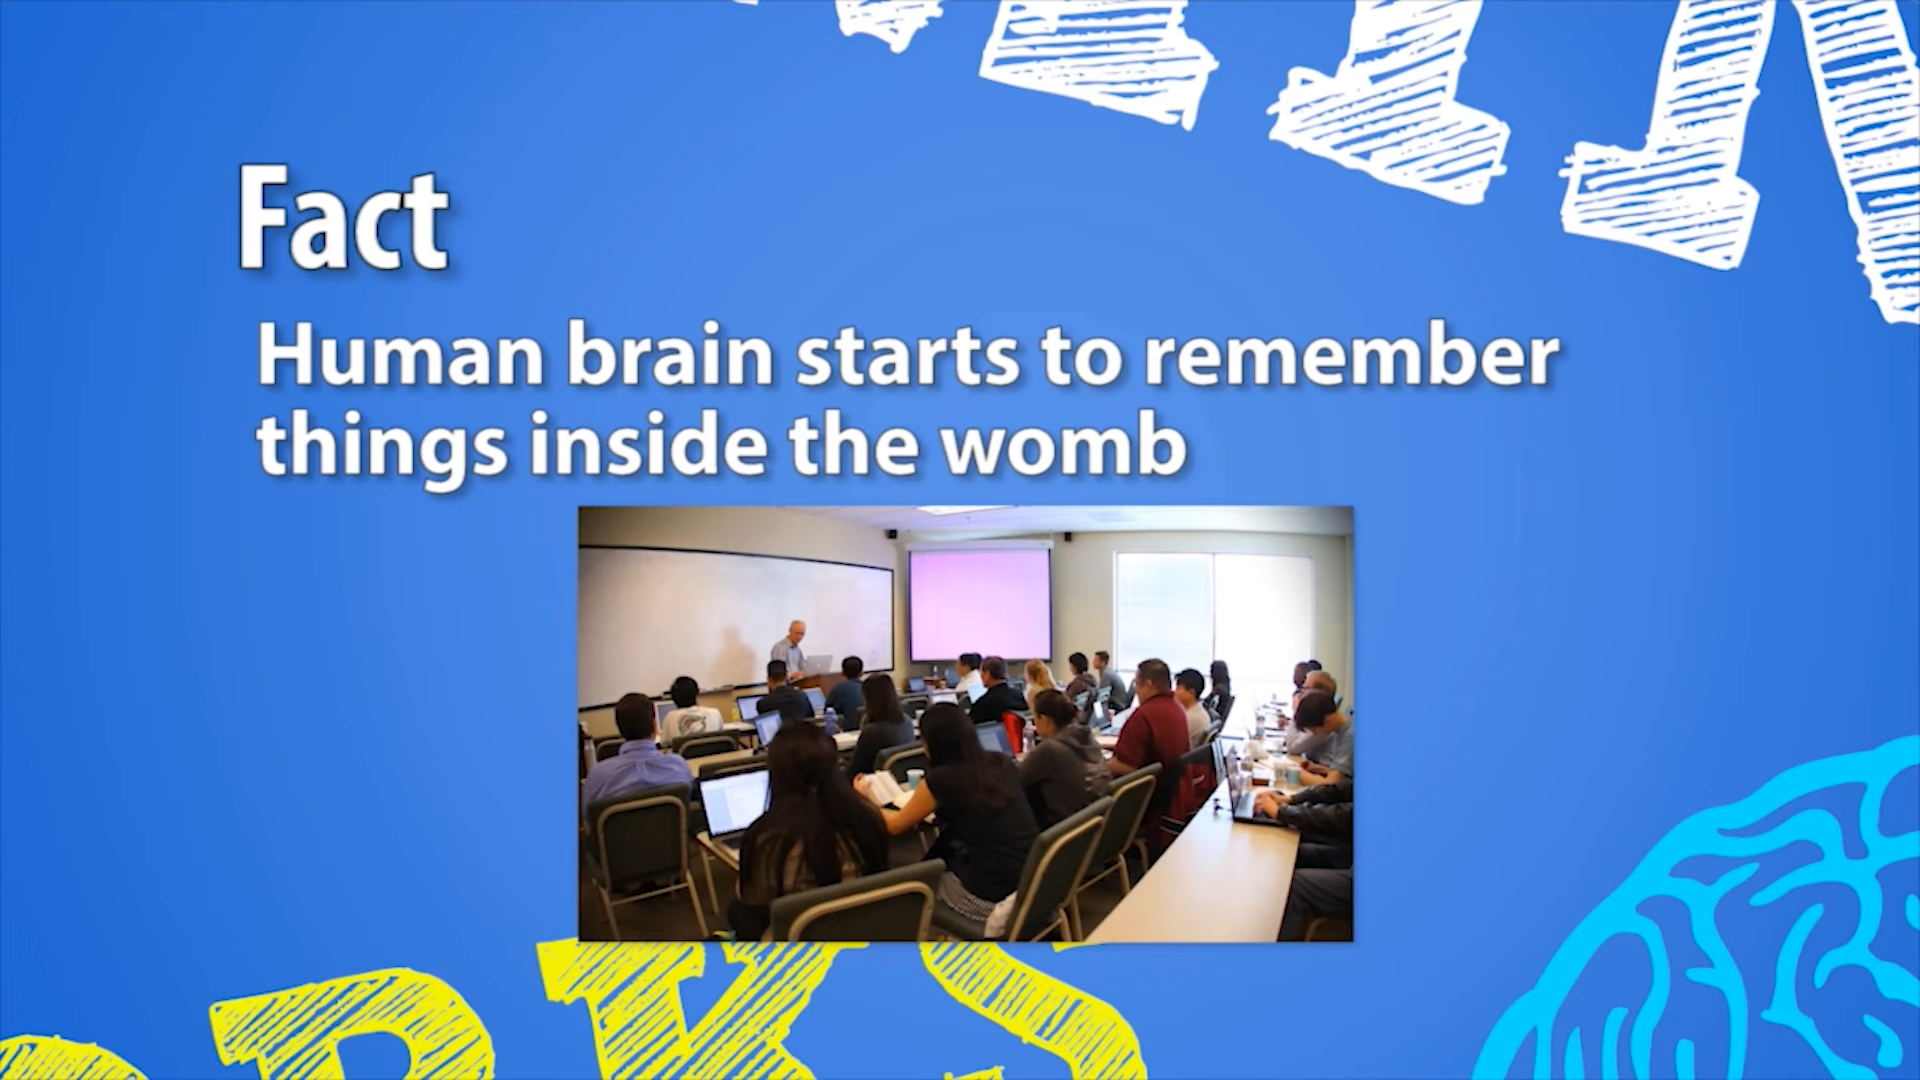 Fact
Human brain starts to remember
things inside the womb